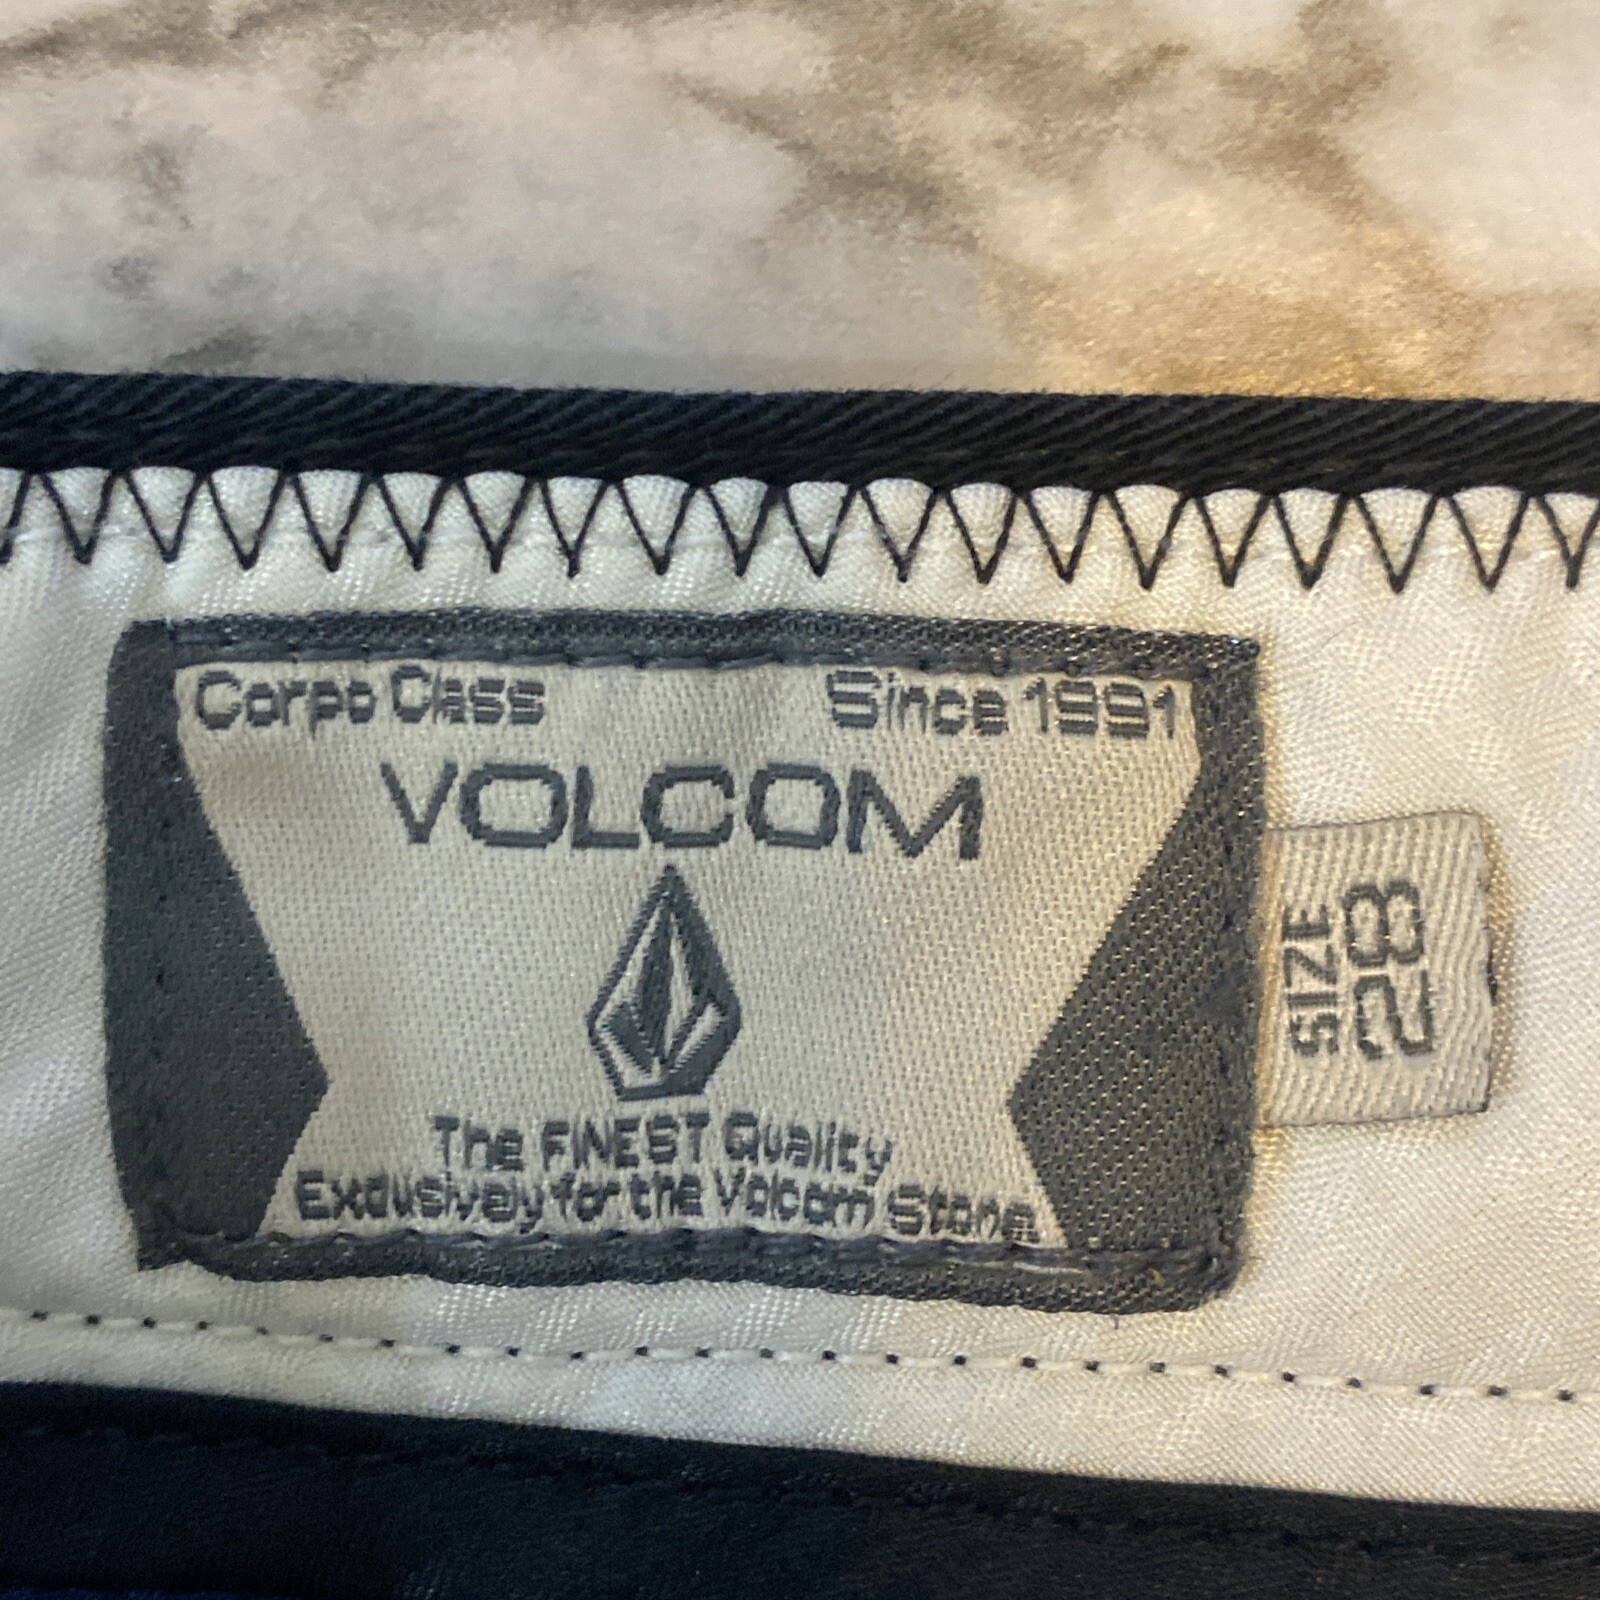 Corpo Class Since 1991
VOLCOM
The FINEST Quality
Exclusively for the Volcom Stone
SIZE
28